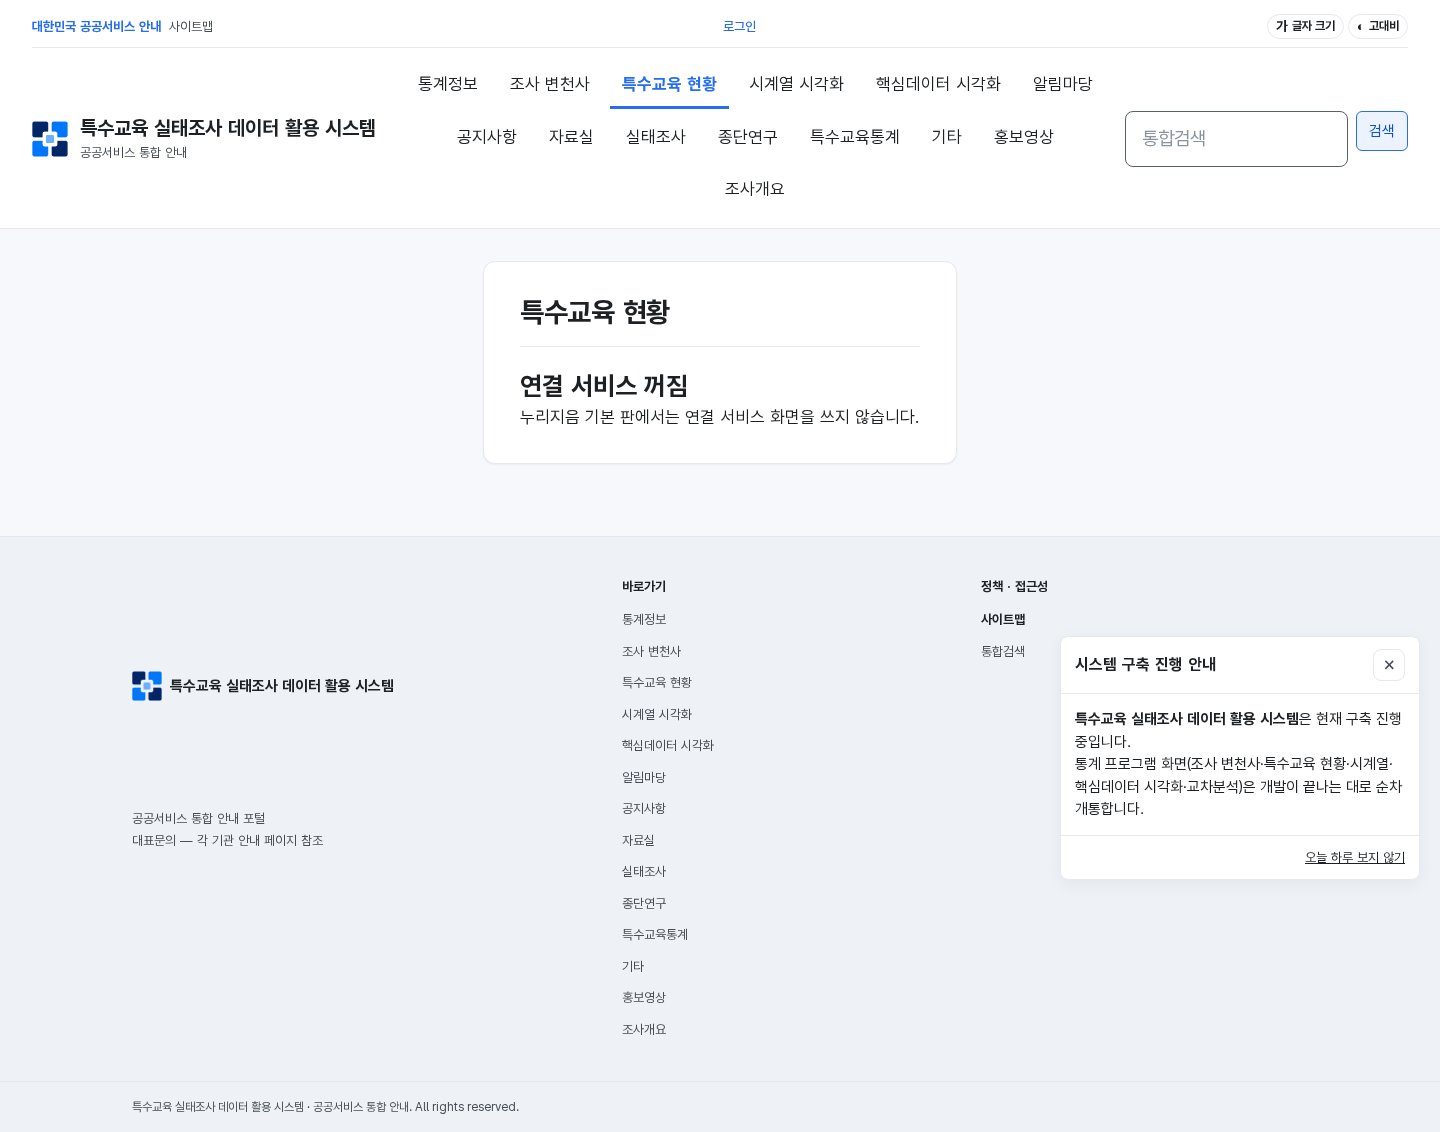 대한민국 공공서비스 안내 사이트맵
로그인
가 글자 크기
고대비
통계정보 조사 변천사 특수교육 현황 시계열 시각화 핵심데이터 시각화 알림마당
특수교육 실태조사 데이터 활용 시스템
공공서비스 통합 안내
공지사항 자료실 실태조사 종단연구 특수교육통계 기타 홍보영상
조사개요
통합검색
검색
특수교육 현황
연결 서비스 꺼짐
누리지음 기본 판에서는 연결 서비스 화면을 쓰지 않습니다.
특수교육 실태조사 데이터 활용 시스템
공공서비스 통합 안내 포털
대표문의 — 각 기관 안내 페이지 참조
바로가기
통계정보
조사 변천사
특수교육 현황
시계열 시각화
핵심데이터 시각화
알림마당
공지사항
자료실
실태조사
종단연구
특수교육통계
기타
홍보영상
조사개요
정책 · 접근성
사이트맵
통합검색
시스템 구축 진행 안내
×
특수교육 실태조사 데이터 활용 시스템은 현재 구축 진행
중입니다.
통계 프로그램 화면(조사 변천사·특수교육 현황·시계열·
핵심데이터 시각화·교차분석)은 개발이 끝나는 대로 순차
개통합니다.
오늘 하루 보지 않기
특수교육 실태조사 데이터 활용 시스템 · 공공서비스 통합 안내. All rights reserved.